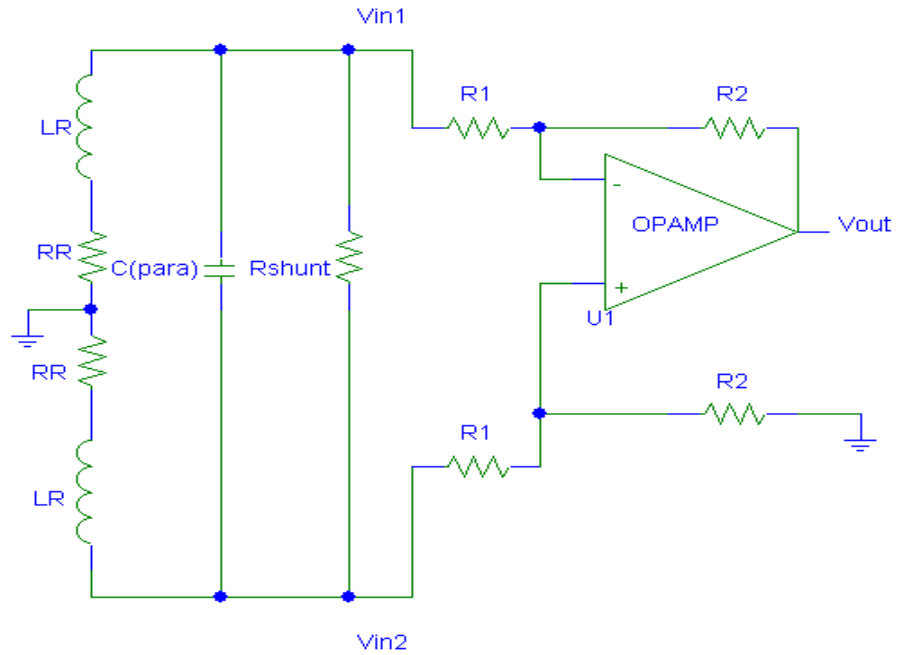 Vin1
R1
R2
LR
-
OPAMP
Vout
RR
C(para)
Rshunt
+
U1
RR
R2
R1
LR
Vin2